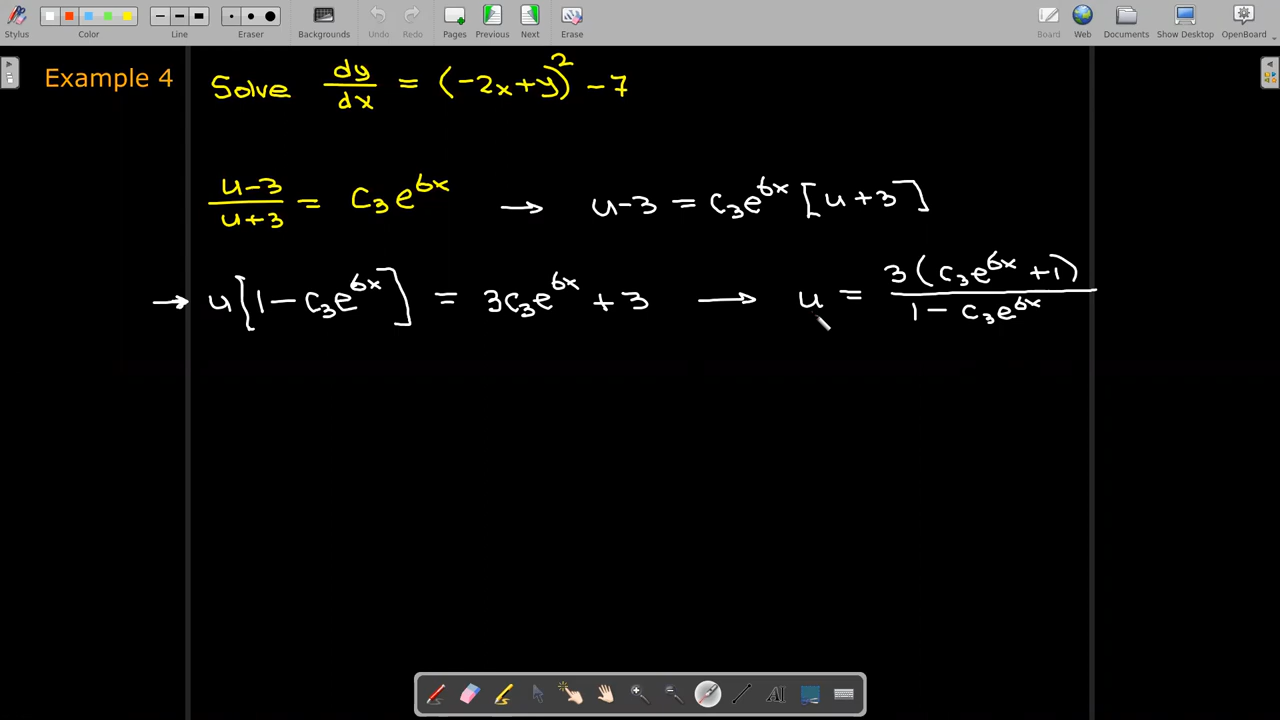 Stylus Color Line Eraser Backgrounds Undo Redo Pages Previous Next Erase Board Web Documents Show Desktop OpenBoard
Example 4
Solve dy/dx = (-2x+y)² - 7
(u-3)/(u+3) = C₃e^(6x) → u-3 = C₃e^(6x) [u+3]
→ u[1 - C₃e^(6x)] = 3C₃e^(6x) + 3 → u = 3(C₃e^(6x) + 1)/(1 - C₃e^(6x))
AI